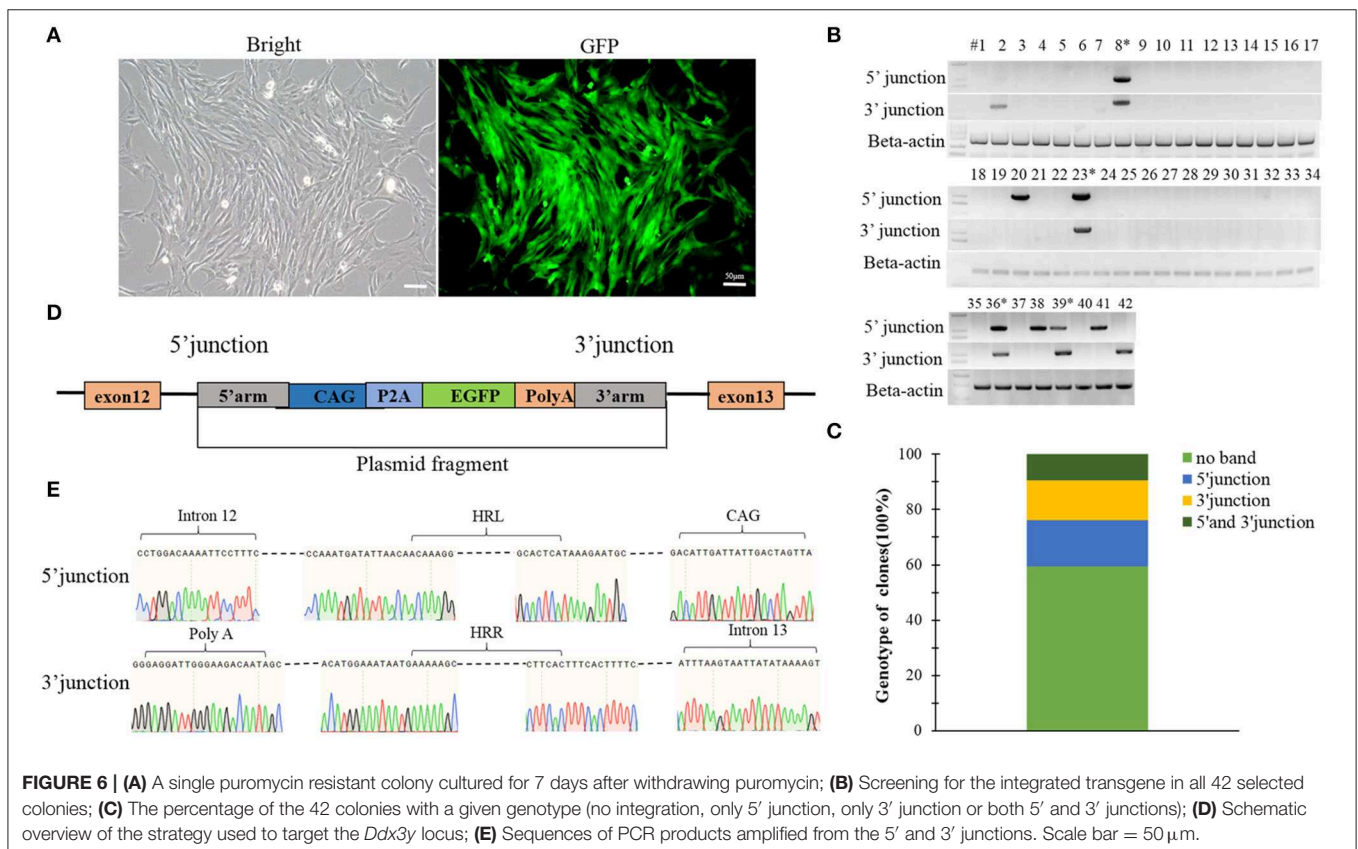 (A)
Bright GFP
50μm
(B)
#1 2 3 4 5 6 7 8* 9 10 11 12 13 14 15 16 17
5' junction
3' junction
Beta-actin
18 19 20 21 22 23* 24 25 26 27 28 29 30 31 32 33 34
5' junction
3' junction
Beta-actin
35 36* 37 38 39* 40 41 42
5' junction
3' junction
Beta-actin
(D)
5'junction 3'junction
exon12 5'arm CAG P2A EGFP PolyA 3'arm exon13
Plasmid fragment
(C)
Genotype of clones(100%)
100
80
60
40
20
0
no band
5'junction
3'junction
5'and 3'junction
(E)
Intron 12 HRL CAG
CCTGGACAAAATTCCTTTC CCAAATGATATTAACAACAAAGG GCACTCATAAAGAATGC GACATTGATTATTGACTAGTTA
5'junction
Poly A HRR Intron 13
GGGAGGATTGGGAAGACAATAGC ACATGGAAATAATGAAAAAGC CTTCACTTTCACTTTTC ATTTAAGTAATTATATAAAAGT
3'junction
FIGURE 6 | (A) A single puromycin resistant colony cultured for 7 days after withdrawing puromycin; (B) Screening for the integrated transgene in all 42 selected
colonies; (C) The percentage of the 42 colonies with a given genotype (no integration, only 5′ junction, only 3′ junction or both 5′ and 3′ junctions); (D) Schematic
overview of the strategy used to target the Ddx3y locus; (E) Sequences of PCR products amplified from the 5′ and 3′ junctions. Scale bar = 50 μm.